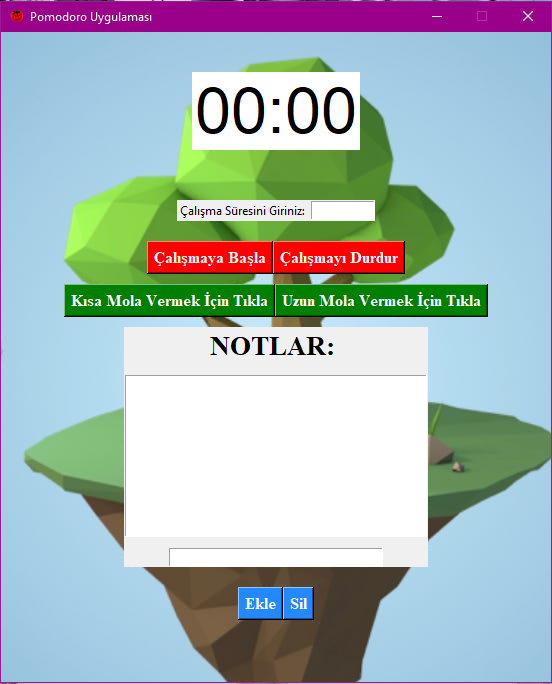 Pomodoro Uygulaması
00:00
Çalışma Süresini Giriniz:
Çalışmaya Başla Çalışmayı Durdur
Kısa Mola Vermek İçin Tıkla Uzun Mola Vermek İçin Tıkla
NOTLAR:
Ekle Sil